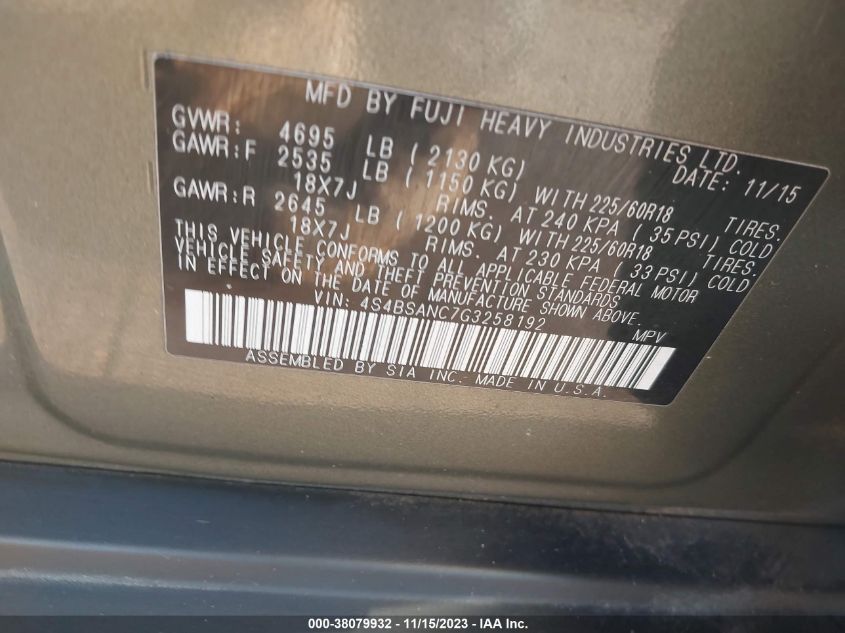 MFD BY FUJI HEAVY INDUSTRIES LTD.
DATE: 11/15
GVWR: 4695 LB ( 2130 KG)
GAWR:F 2535 LB ( 1150 KG) WITH 225/60R18 TIRES.
18X7J RIMS. AT 240 KPA ( 35 PSI) COLD
GAWR:R 2645 LB ( 1200 KG) WITH 225/60R18 TIRES.
18X7J RIMS. AT 230 KPA ( 33 PSI) COLD
THIS VEHICLE CONFORMS TO ALL APPLICABLE FEDERAL MOTOR
VEHICLE SAFETY AND THEFT PREVENTION STANDARDS
IN EFFECT ON THE DATE OF MANUFACTURE SHOWN ABOVE.
VIN: 4S4BSANC7G3258192
MPV
ASSEMBLED BY SIA INC. MADE IN U.S.A.
000-38079932 - 11/15/2023 - IAA Inc.